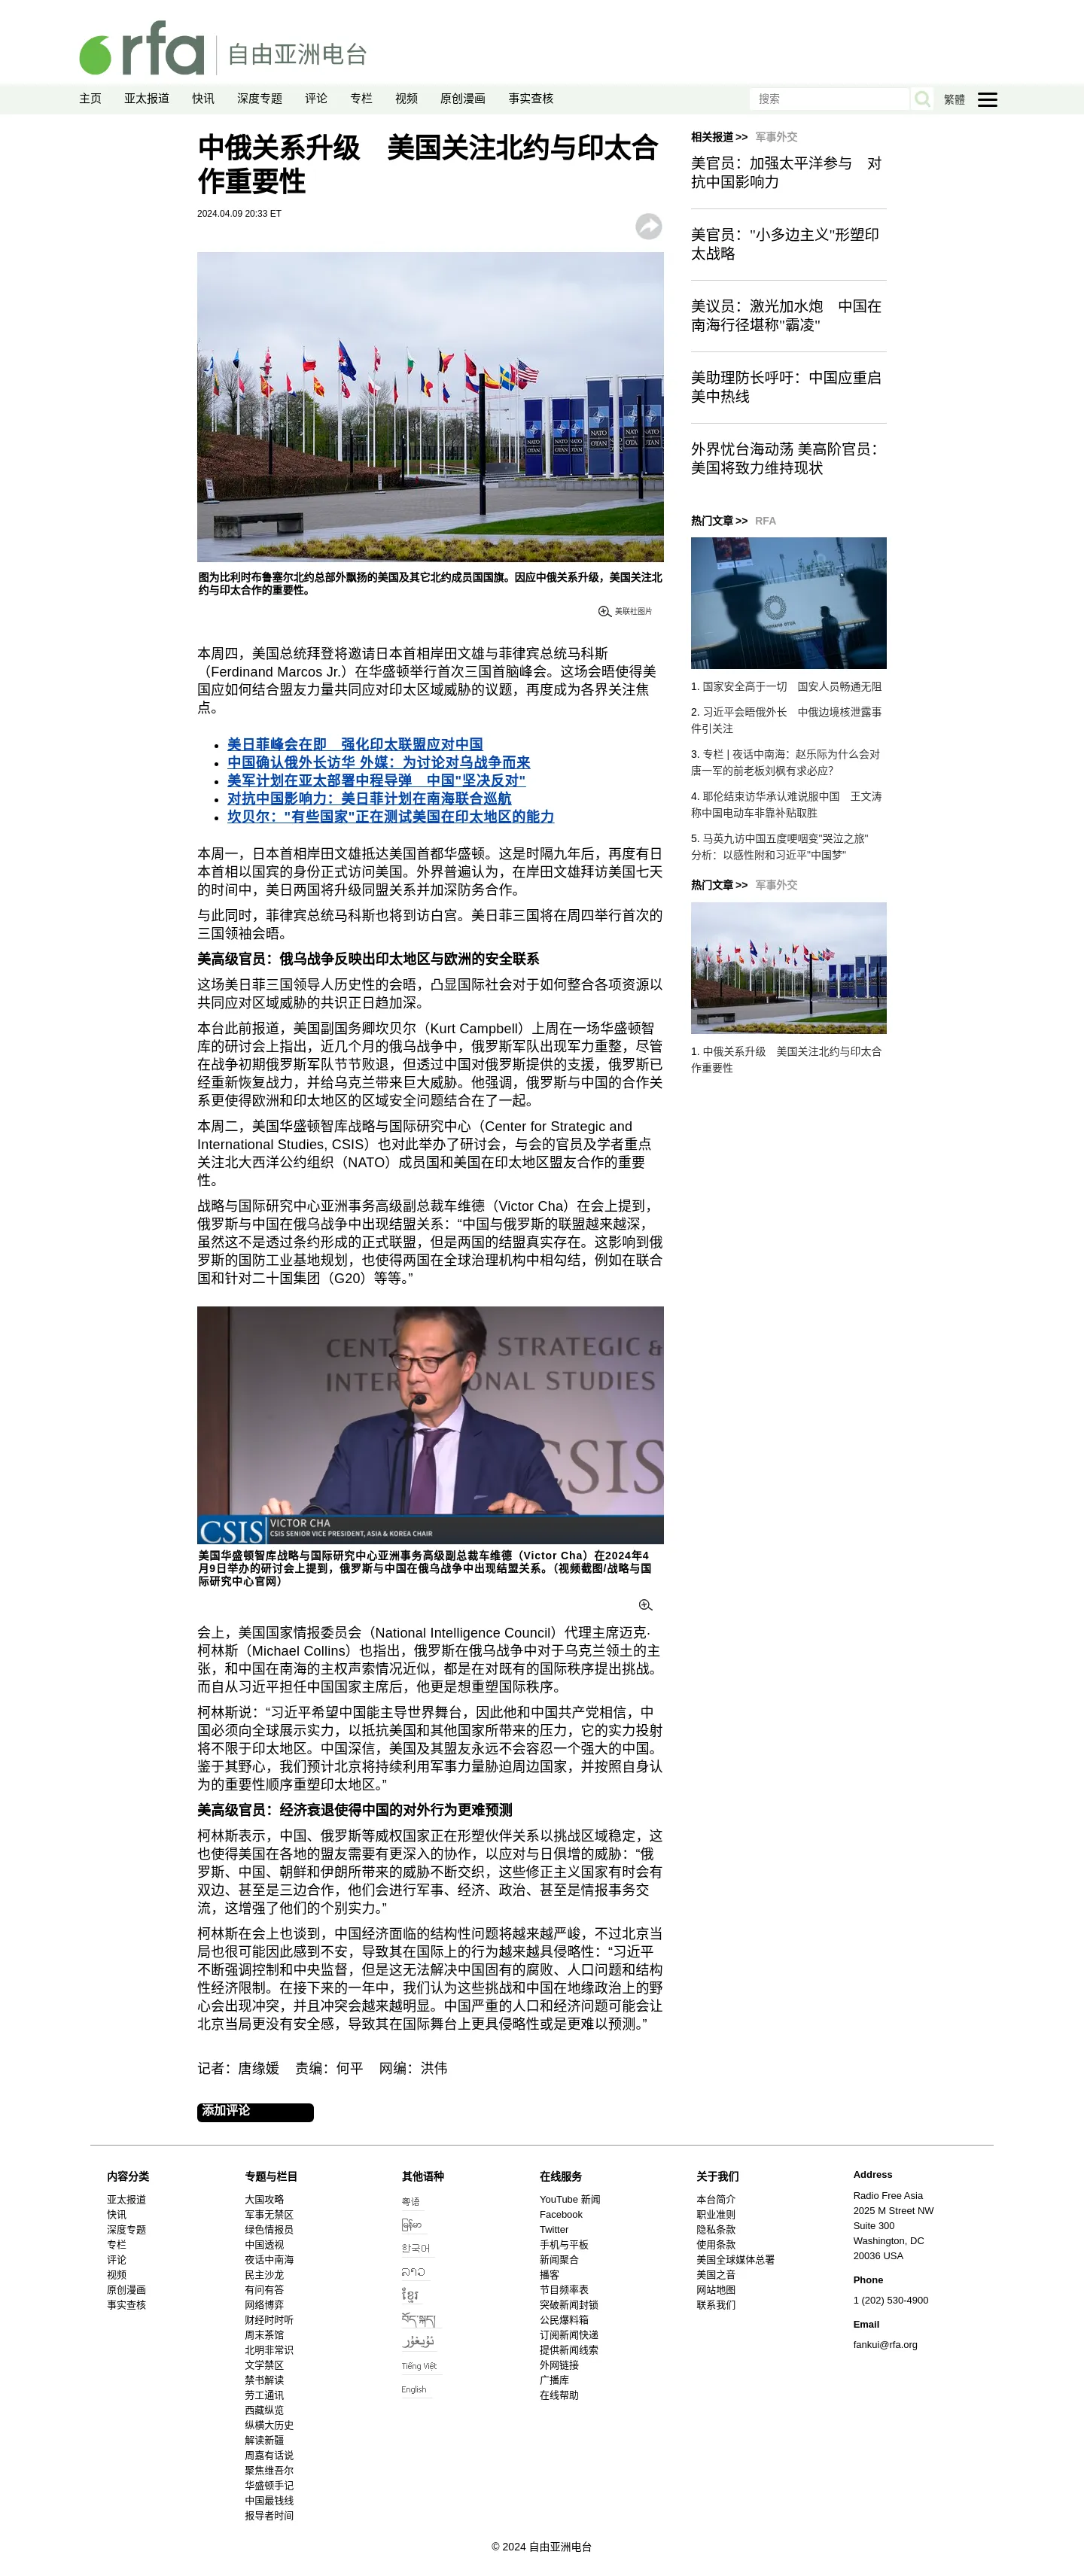 rfa 自由亚洲电台
主页 亚太报道 快讯 深度专题 评论 专栏 视频 原创漫画 事实查核 搜索 繁體
中俄关系升级　美国关注北约与印太合
作重要性
2024.04.09 20:33 ET
NATO OTAN
图为比利时布鲁塞尔北约总部外飘扬的美国及其它北约成员国国旗。因应中俄关系升级，美国关注北
约与印太合作的重要性。
美联社图片
本周四，美国总统拜登将邀请日本首相岸田文雄与菲律宾总统马科斯
（Ferdinand Marcos Jr.）在华盛顿举行首次三国首脑峰会。这场会晤使得美
国应如何结合盟友力量共同应对印太区域威胁的议题，再度成为各界关注焦
点。
美日菲峰会在即　强化印太联盟应对中国
中国确认俄外长访华 外媒：为讨论对乌战争而来
美军计划在亚太部署中程导弹　中国"坚决反对"
对抗中国影响力：美日菲计划在南海联合巡航
坎贝尔："有些国家"正在测试美国在印太地区的能力
本周一，日本首相岸田文雄抵达美国首都华盛顿。这是时隔九年后，再度有日
本首相以国宾的身份正式访问美国。外界普遍认为，在岸田文雄拜访美国七天
的时间中，美日两国将升级同盟关系并加深防务合作。
与此同时，菲律宾总统马科斯也将到访白宫。美日菲三国将在周四举行首次的
三国领袖会晤。
美高级官员：俄乌战争反映出印太地区与欧洲的安全联系
这场美日菲三国领导人历史性的会晤，凸显国际社会对于如何整合各项资源以
共同应对区域威胁的共识正日趋加深。
本台此前报道，美国副国务卿坎贝尔（Kurt Campbell）上周在一场华盛顿智
库的研讨会上指出，近几个月的俄乌战争中，俄罗斯军队出现军力重整，尽管
在战争初期俄罗斯军队节节败退，但透过中国对俄罗斯提供的支援，俄罗斯已
经重新恢复战力，并给乌克兰带来巨大威胁。他强调，俄罗斯与中国的合作关
系更使得欧洲和印太地区的区域安全问题结合在了一起。
本周二，美国华盛顿智库战略与国际研究中心（Center for Strategic and
International Studies, CSIS）也对此举办了研讨会，与会的官员及学者重点
关注北大西洋公约组织（NATO）成员国和美国在印太地区盟友合作的重要
性。
战略与国际研究中心亚洲事务高级副总裁车维德（Victor Cha）在会上提到，
俄罗斯与中国在俄乌战争中出现结盟关系：“中国与俄罗斯的联盟越来越深，
虽然这不是透过条约形成的正式联盟，但是两国的结盟真实存在。这影响到俄
罗斯的国防工业基地规划，也使得两国在全球治理机构中相勾结，例如在联合
国和针对二十国集团（G20）等等。”
STRATEGIC
INTERNATIONAL STUDIES
CSIS
CSIS VICTOR CHA
CSIS SENIOR VICE PRESIDENT, ASIA & KOREA CHAIR
美国华盛顿智库战略与国际研究中心亚洲事务高级副总裁车维德（Victor Cha）在2024年4
月9日举办的研讨会上提到，俄罗斯与中国在俄乌战争中出现结盟关系。（视频截图/战略与国
际研究中心官网）
会上，美国国家情报委员会（National Intelligence Council）代理主席迈克·
柯林斯（Michael Collins）也指出，俄罗斯在俄乌战争中对于乌克兰领土的主
张，和中国在南海的主权声索情况近似，都是在对既有的国际秩序提出挑战。
而自从习近平担任中国国家主席后，他更是想重塑国际秩序。
柯林斯说：“习近平希望中国能主导世界舞台，因此他和中国共产党相信，中
国必须向全球展示实力，以抵抗美国和其他国家所带来的压力，它的实力投射
将不限于印太地区。中国深信，美国及其盟友永远不会容忍一个强大的中国。
鉴于其野心，我们预计北京将持续利用军事力量胁迫周边国家，并按照自身认
为的重要性顺序重塑印太地区。”
美高级官员：经济衰退使得中国的对外行为更难预测
柯林斯表示，中国、俄罗斯等威权国家正在形塑伙伴关系以挑战区域稳定，这
也使得美国在各地的盟友需要有更深入的协作，以应对与日俱增的威胁：“俄
罗斯、中国、朝鲜和伊朗所带来的威胁不断交织，这些修正主义国家有时会有
双边、甚至是三边合作，他们会进行军事、经济、政治、甚至是情报事务交
流，这增强了他们的个别实力。”
柯林斯在会上也谈到，中国经济面临的结构性问题将越来越严峻，不过北京当
局也很可能因此感到不安，导致其在国际上的行为越来越具侵略性：“习近平
不断强调控制和中央监督，但是这无法解决中国固有的腐败、人口问题和结构
性经济限制。在接下来的一年中，我们认为这些挑战和中国在地缘政治上的野
心会出现冲突，并且冲突会越来越明显。中国严重的人口和经济问题可能会让
北京当局更没有安全感，导致其在国际舞台上更具侵略性或是更难以预测。”
记者：唐缘媛　责编：何平　网编：洪伟
添加评论
相关报道 >> 军事外交
美官员：加强太平洋参与　对
抗中国影响力
美官员："小多边主义"形塑印
太战略
美议员：激光加水炮　中国在
南海行径堪称"霸凌"
美助理防长呼吁：中国应重启
美中热线
外界忧台海动荡 美高阶官员：
美国将致力维持现状
热门文章 >> RFA
1. 国家安全高于一切　国安人员畅通无阻
2. 习近平会晤俄外长　中俄边境核泄露事
件引关注
3. 专栏 | 夜话中南海：赵乐际为什么会对
唐一军的前老板刘枫有求必应？
4. 耶伦结束访华承认难说服中国　王文涛
称中国电动车非靠补贴取胜
5. 马英九访中国五度哽咽变"哭泣之旅"
分析：以感性附和习近平"中国梦"
热门文章 >> 军事外交
1. 中俄关系升级　美国关注北约与印太合
作重要性
内容分类
亚太报道
快讯
深度专题
专栏
评论
视频
原创漫画
事实查核
专题与栏目
大国攻略
军事无禁区
绿色情报员
中国透视
夜话中南海
民主沙龙
有问有答
网络博弈
财经时时听
周末茶馆
北明非常识
文学禁区
禁书解读
劳工通讯
西藏纵览
纵横大历史
解读新疆
周嘉有话说
聚焦维吾尔
华盛顿手记
中国最钱线
报导者时间
其他语种
粤语
မြန်မာ
한국어
ລາວ
ខ្មែរ
བོད་སྐད།
ئۇيغۇر
Tiếng Việt
English
在线服务
YouTube 新闻
Facebook
Twitter
手机与平板
新闻聚合
播客
节目频率表
突破新闻封锁
公民爆料箱
订阅新闻快递
提供新闻线索
外网链接
广播库
在线帮助
关于我们
本台简介
职业准则
隐私条款
使用条款
美国全球媒体总署
美国之音
网站地图
联系我们
Address
Radio Free Asia
2025 M Street NW
Suite 300
Washington, DC
20036 USA
Phone
1 (202) 530-4900
Email
fankui@rfa.org
© 2024 自由亚洲电台